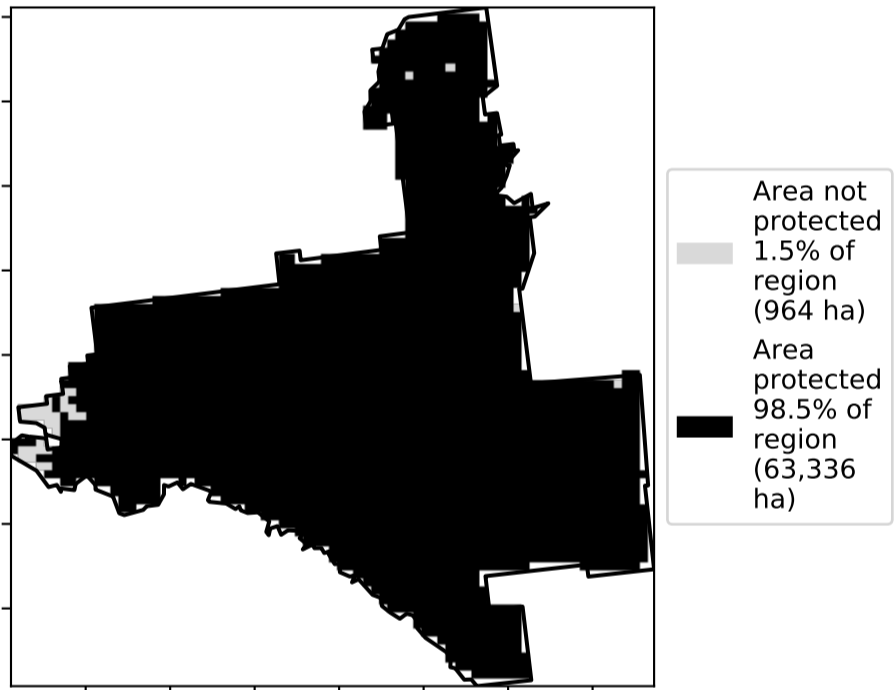 Area not
protected
1.5% of
region
(964 ha)
Area
protected
98.5% of
region
(63,336
ha)